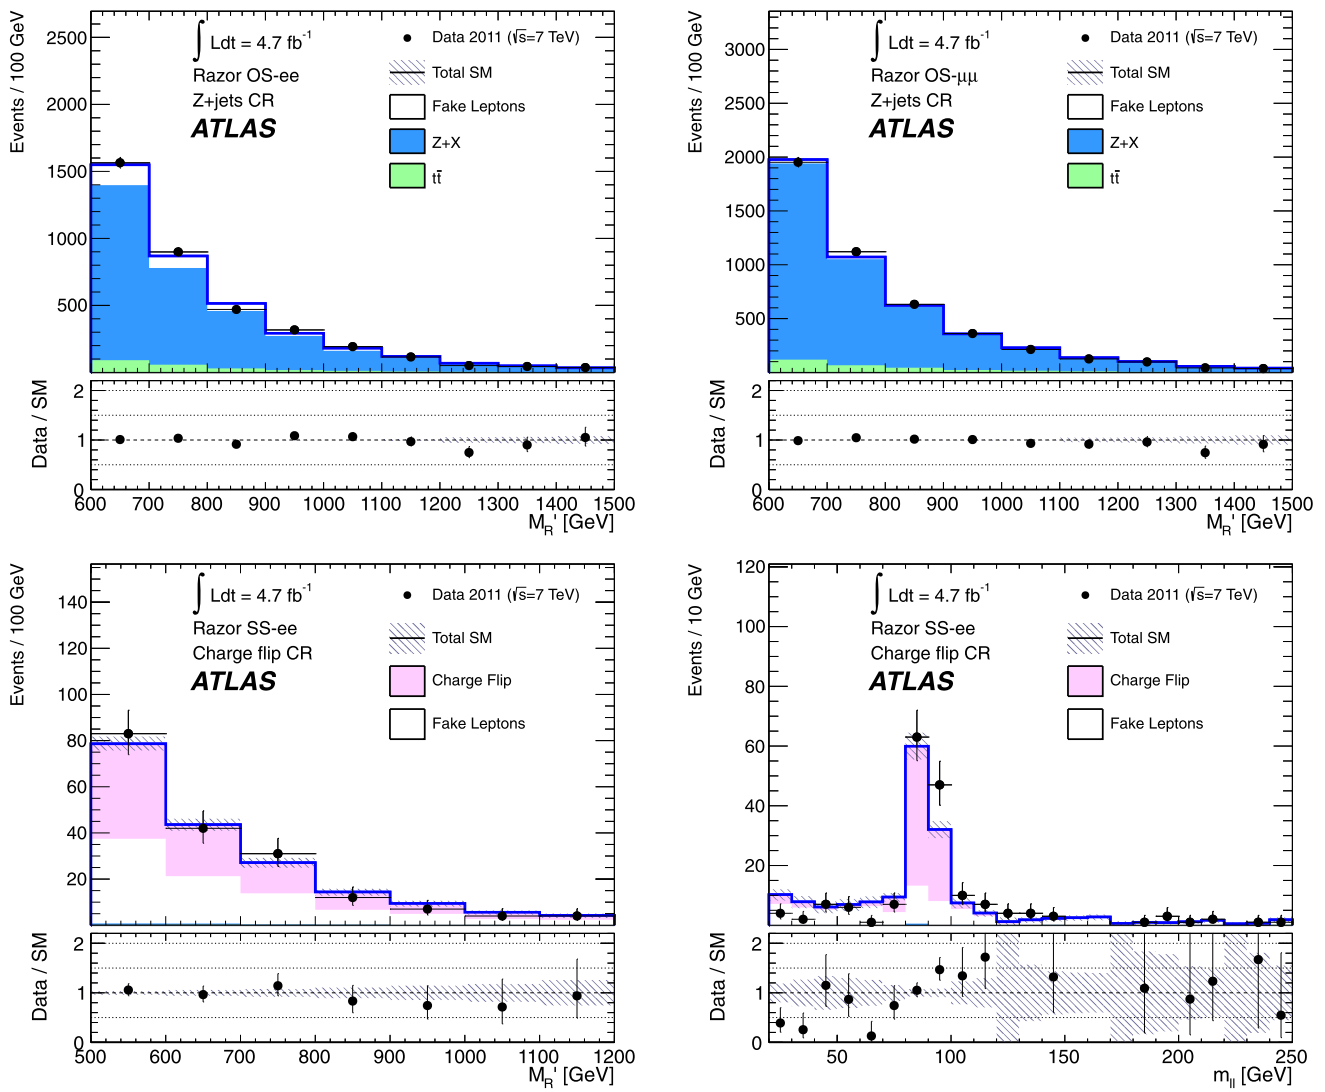 Events / 100 GeV
2500
2000
1500
1000
500
∫ Ldt = 4.7 fb⁻¹
Razor OS-ee
Z+jets CR
ATLAS
Data 2011 (√s=7 TeV)
Total SM
Fake Leptons
Z+X
tt̄
Data / SM
2
1
0
600 700 800 900 1000 1100 1200 1300 1400 1500
M_R' [GeV]
Events / 100 GeV
3000
2500
2000
1500
1000
500
∫ Ldt = 4.7 fb⁻¹
Razor OS-μμ
Z+jets CR
ATLAS
Data 2011 (√s=7 TeV)
Total SM
Fake Leptons
Z+X
tt̄
Data / SM
2
1
0
600 700 800 900 1000 1100 1200 1300 1400 1500
M_R' [GeV]
Events / 100 GeV
140
120
100
80
60
40
20
∫ Ldt = 4.7 fb⁻¹
Razor SS-ee
Charge flip CR
ATLAS
Data 2011 (√s=7 TeV)
Total SM
Charge Flip
Fake Leptons
Data / SM
2
1
0
500 600 700 800 900 1000 1100 1200
M_R' [GeV]
Events / 10 GeV
120
100
80
60
40
20
∫ Ldt = 4.7 fb⁻¹
Razor SS-ee
Charge flip CR
ATLAS
Data 2011 (√s=7 TeV)
Total SM
Charge Flip
Fake Leptons
Data / SM
2
1
0
50 100 150 200 250
m_ll [GeV]